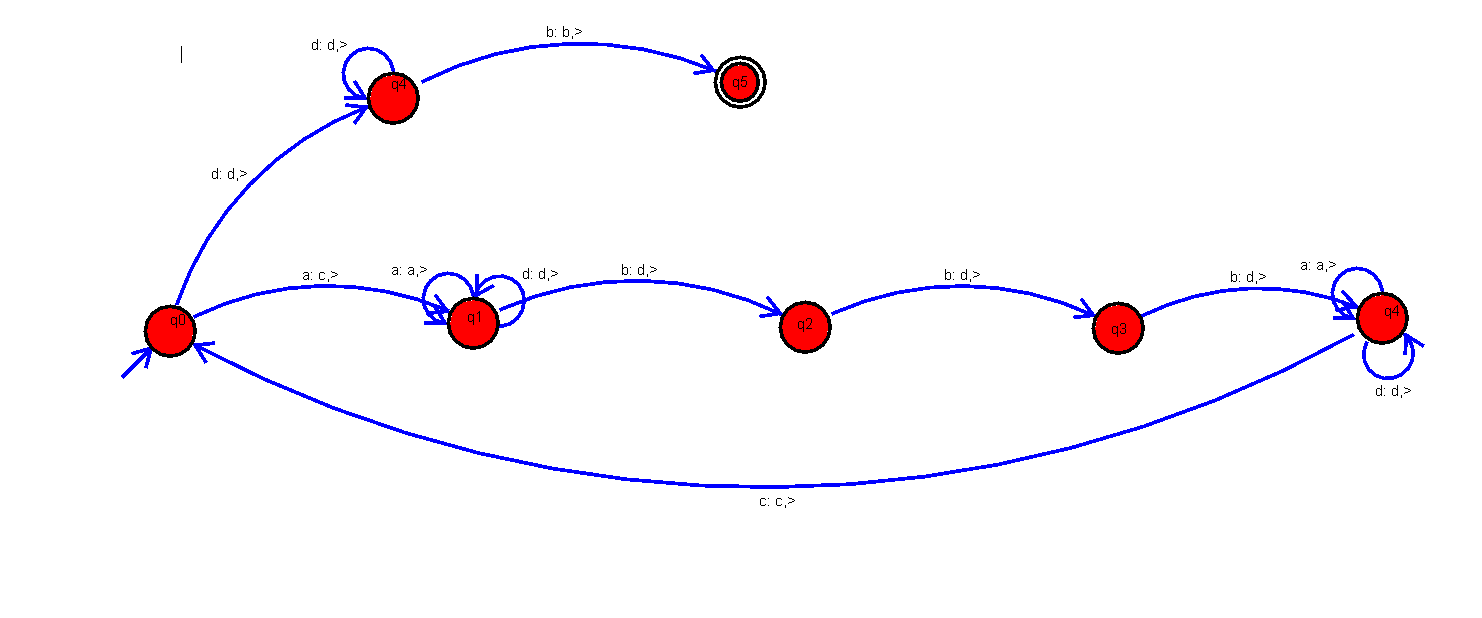 b: b,>
d: d,>
q4
q5
d: d,>
a: a,>
d: d,>
b: d,>
a: c,>
b: d,>
b: d,>
a: a,>
q0
q1
q2
q3
q4
d: d,>
c: c,>